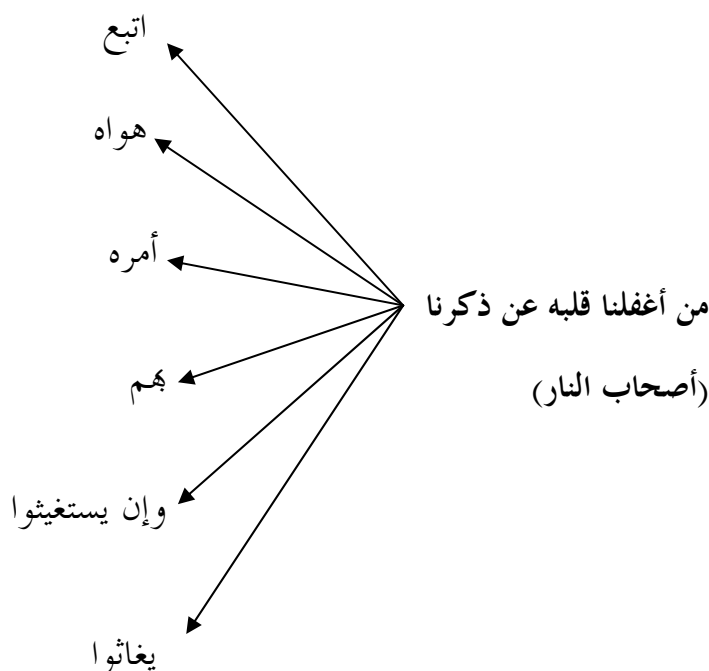 اتبع
هواه
أمره
من أغفلنا قلبه عن ذكرنا
(أصحاب النار)
بهم
وإن يستغيثوا
يغاثوا